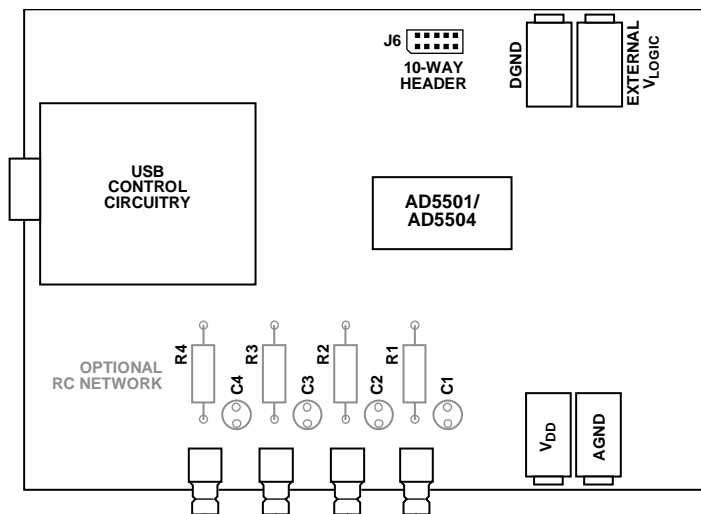 J6
10-WAY
HEADER
DGND
EXTERNAL
VLOGIC
USB
CONTROL
CIRCUITRY
AD5501/
AD5504
OPTIONAL
RC NETWORK
R4
C4
R3
C3
R2
C2
R1
C1
VDD
AGND